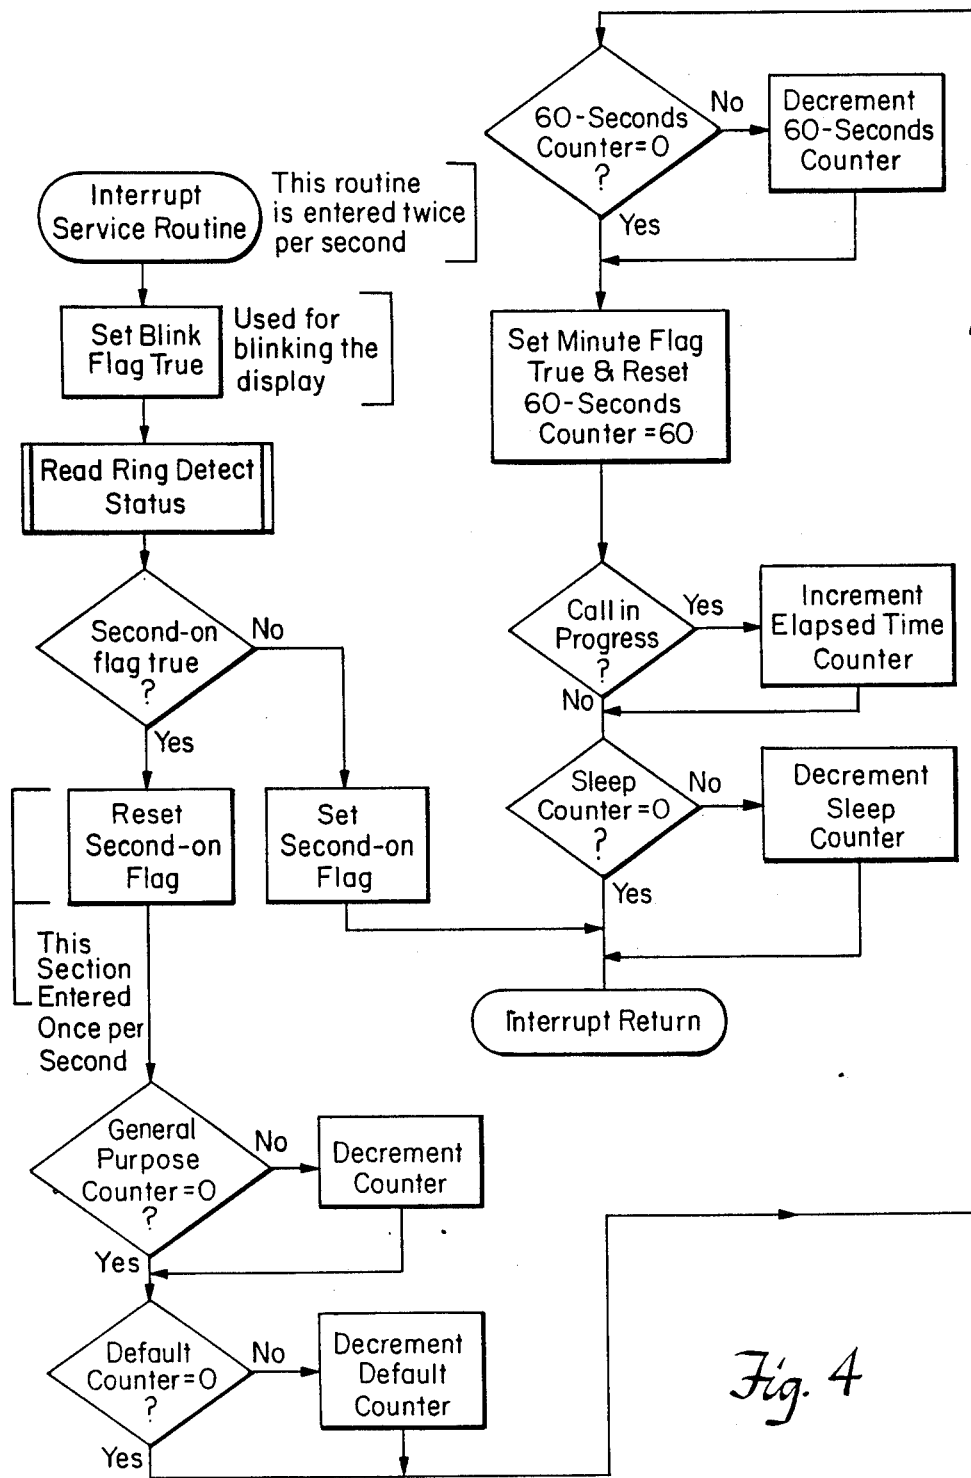 Interrupt
Service Routine
This routine
is entered twice
per second
Set Blink
Flag True
Used for
blinking the
display
Read Ring Detect
Status
Second-on
flag true
?
No
Yes
Reset
Second-on
Flag
Set
Second-on
Flag
This
Section
Entered
Once per
Second
General
Purpose
Counter=0
?
No
Decrement
Counter
Yes
Default
Counter=0
?
No
Decrement
Default
Counter
Yes
60-Seconds
Counter=0
?
No
Decrement
60-Seconds
Counter
Yes
Set Minute Flag
True & Reset
60-Seconds
Counter=60
Call in
Progress
?
Yes
Increment
Elapsed Time
Counter
No
Sleep
Counter=0
?
No
Decrement
Sleep
Counter
Yes
Interrupt Return
Fig. 4